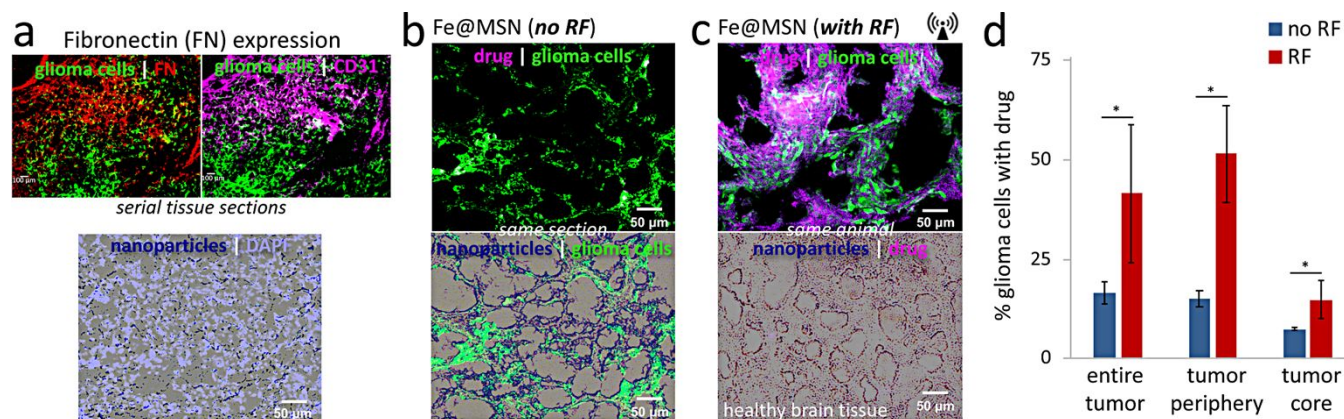 a
Fibronectin (FN) expression
glioma cells | FN
glioma cells | CD31
100 µm
100 µm
serial tissue sections
nanoparticles | DAPI
50 µm
b Fe@MSN (no RF)
drug | glioma cells
50 µm
same section
nanoparticles | glioma cells
50 µm
c Fe@MSN (with RF)
drug | glioma cells
50 µm
same animal
nanoparticles | drug
50 µm
healthy brain tissue
d
no RF
RF
% glioma cells with drug
75
50
25
0
*
*
*
entire
tumor
tumor
periphery
tumor
core